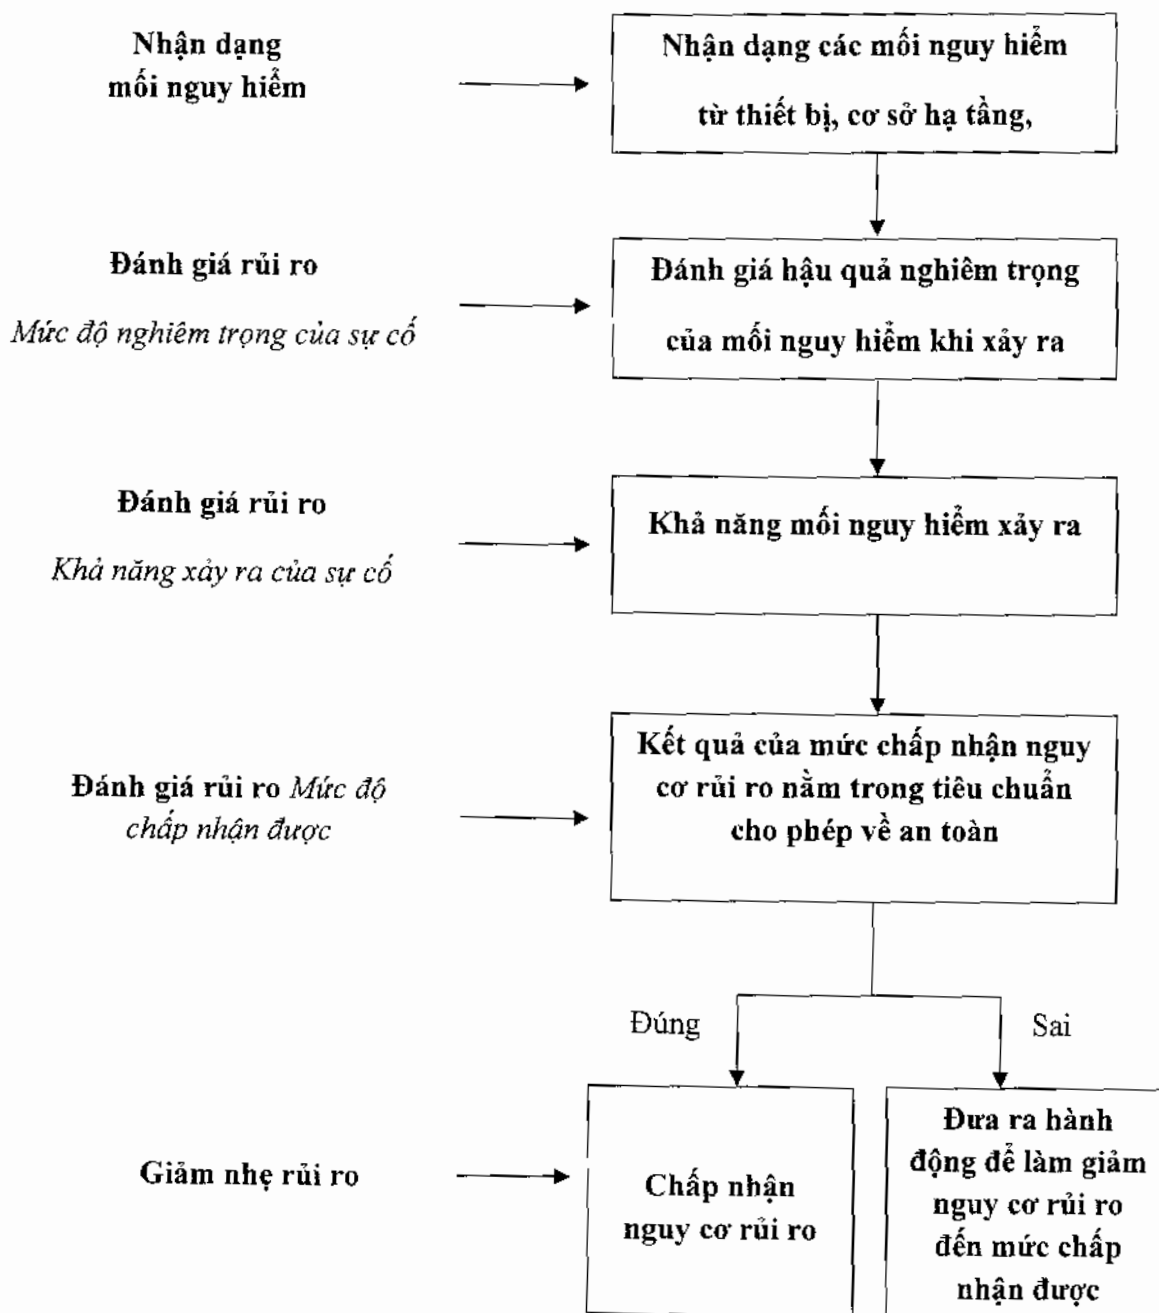 Nhận dạng
mối nguy hiểm
Nhận dạng các mối nguy hiểm
từ thiết bị, cơ sở hạ tầng,
Đánh giá rủi ro
Mức độ nghiêm trọng của sự cố
Đánh giá hậu quả nghiêm trọng
của mối nguy hiểm khi xảy ra
Đánh giá rủi ro
Khả năng xảy ra của sự cố
Khả năng mối nguy hiểm xảy ra
Đánh giá rủi ro Mức độ
chấp nhận được
Kết quả của mức chấp nhận nguy
cơ rủi ro nằm trong tiêu chuẩn
cho phép về an toàn
Đúng
Sai
Giảm nhẹ rủi ro
Chấp nhận
nguy cơ rủi ro
Đưa ra hành
động để làm giảm
nguy cơ rủi ro
đến mức chấp
nhận được